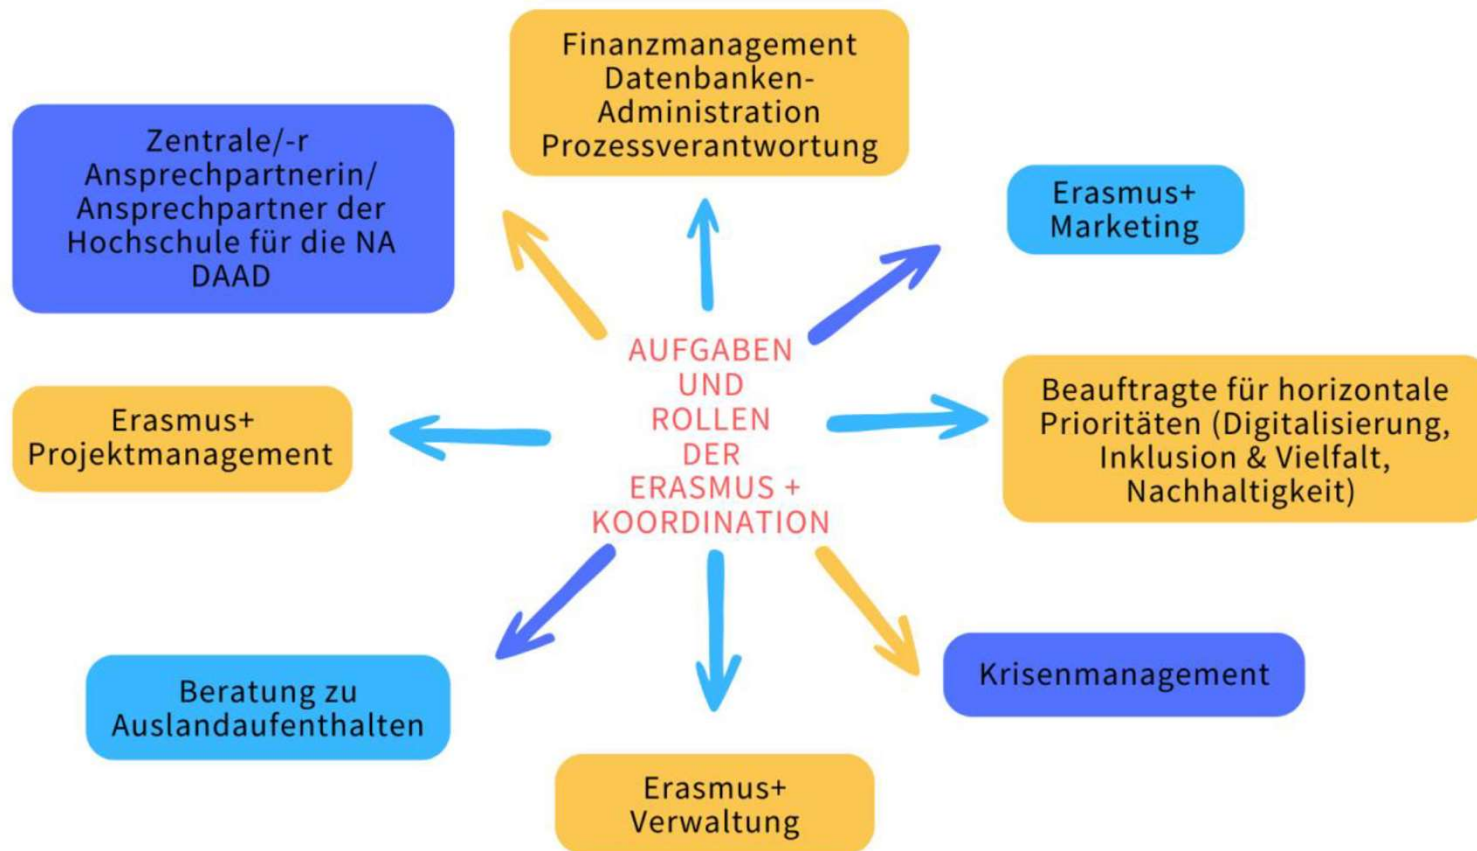 Finanzmanagement
Datenbanken-
Administration
Prozessverantwortung
Zentrale/-r
Ansprechpartnerin/
Ansprechpartner der
Hochschule für die NA
DAAD
Erasmus+
Marketing
AUFGABEN
UND
ROLLEN
DER
ERASMUS +
KOORDINATION
Erasmus+
Projektmanagement
Beauftragte für horizontale
Prioritäten (Digitalisierung,
Inklusion & Vielfalt,
Nachhaltigkeit)
Beratung zu
Auslandaufenthalten
Krisenmanagement
Erasmus+
Verwaltung